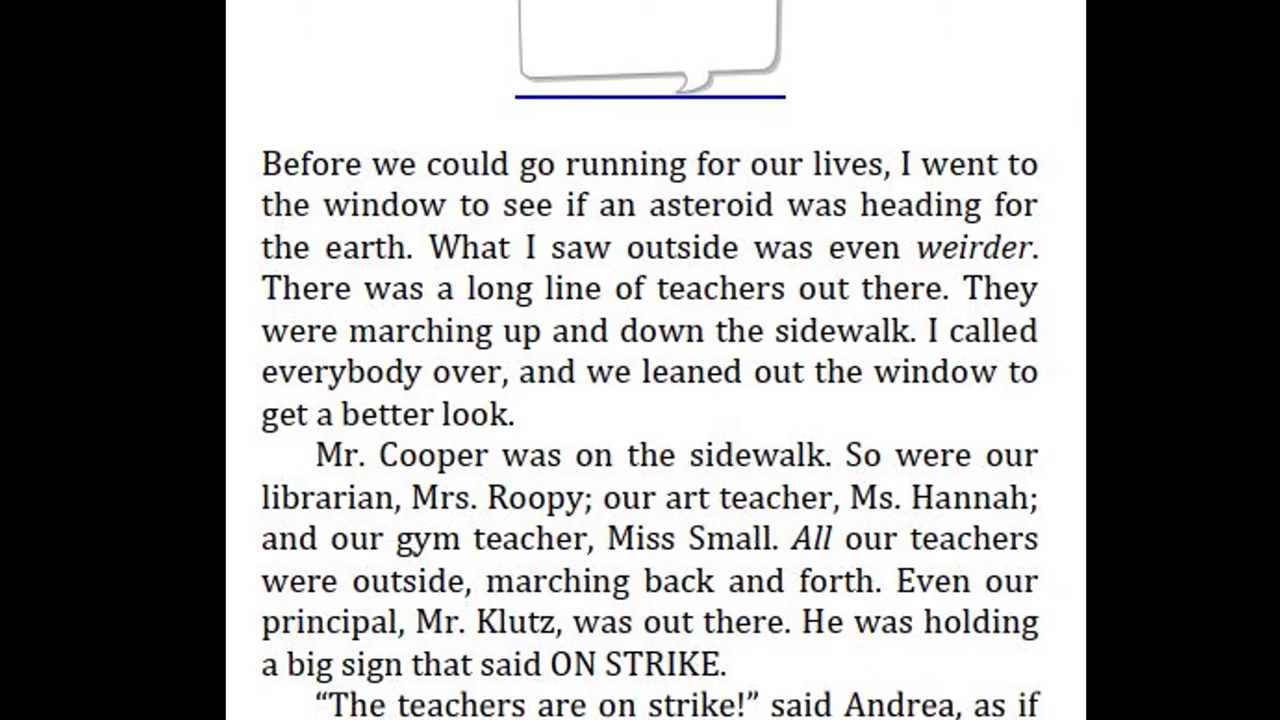 Before we could go running for our lives, I went to
the window to see if an asteroid was heading for
the earth. What I saw outside was even weirder.
There was a long line of teachers out there. They
were marching up and down the sidewalk. I called
everybody over, and we leaned out the window to
get a better look.
Mr. Cooper was on the sidewalk. So were our
librarian, Mrs. Roopy; our art teacher, Ms. Hannah;
and our gym teacher, Miss Small. All our teachers
were outside, marching back and forth. Even our
principal, Mr. Klutz, was out there. He was holding
a big sign that said ON STRIKE.
“The teachers are on strike!” said Andrea, as if